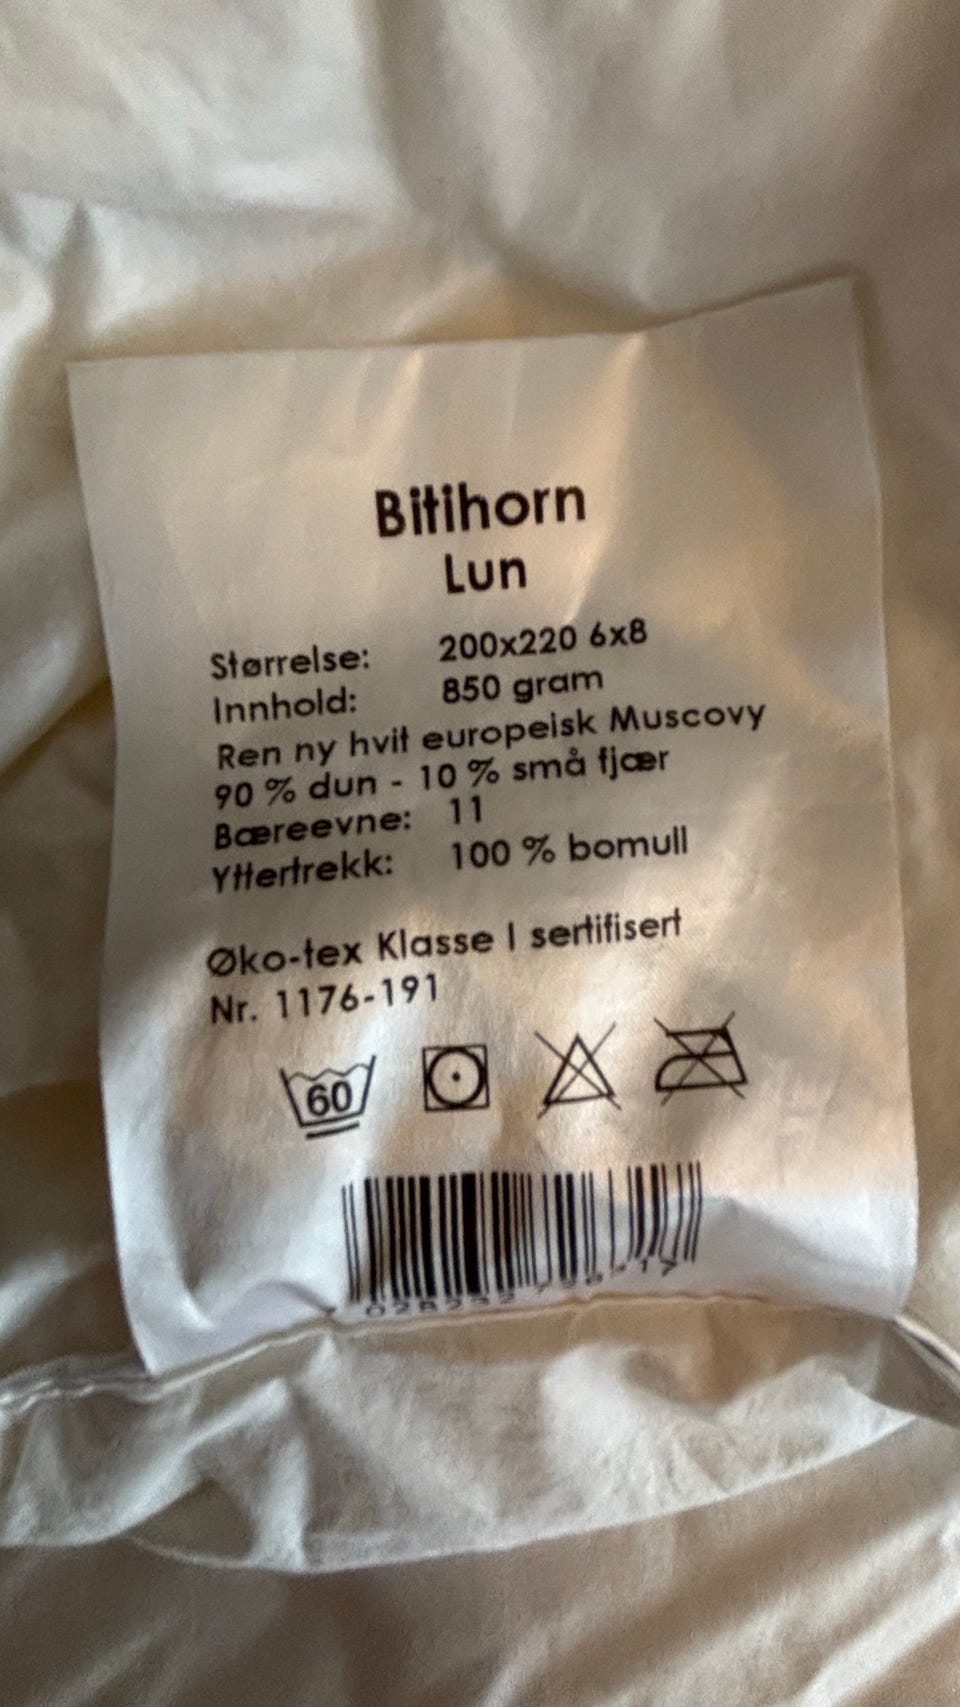 Bitihorn
Lun
Størrelse: 200x220 6x8
Innhold: 850 gram
Ren ny hvit europeisk Muscovy
90 % dun - 10 % små fjær
Bæreevne: 11
Yttertrekk: 100 % bomull
Øko-tex Klasse I sertifisert
Nr. 1176-191
60